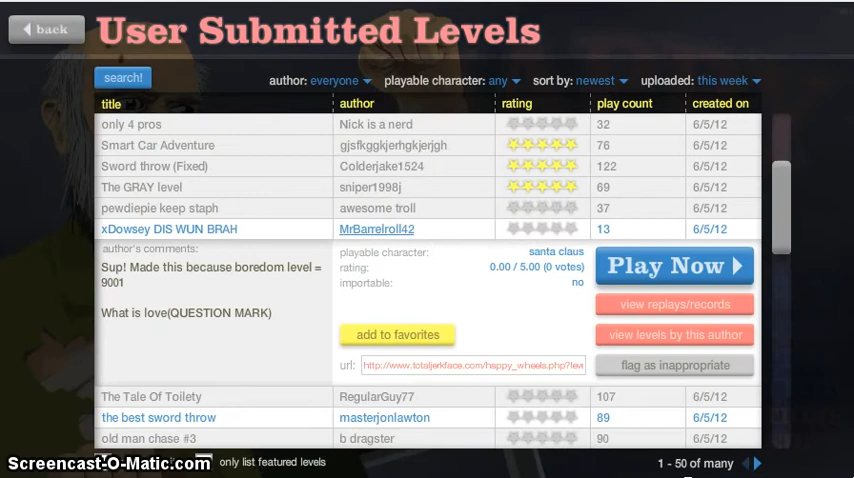 back
User Submitted Levels
search!
author: everyone playable character: any sort by: newest uploaded: this week
title author rating play count created on
only 4 pros Nick is a nerd 32 6/5/12
Smart Car Adventure gjsfkggkjerhgkjerjgh 76 6/5/12
Sword throw (Fixed) Colderjake1524 122 6/5/12
The GRAY level sniper1998j 69 6/5/12
pewdiepie keep staph awesome troll 37 6/5/12
xDowsey DIS WUN BRAH MrBarrelroll42 13 6/5/12
author's comments:
Sup! Made this because boredom level =
9001
What is love(QUESTION MARK)
playable character: santa claus
rating: 0.00 / 5.00 (0 votes)
importable: no
add to favorites
url: http://www.totaljerkface.com/happy_wheels.php?lev
Play Now
view replays/records
view levels by this author
flag as inappropriate
The Tale Of Toilety RegularGuy77 107 6/5/12
the best sword throw masterjonlawton 89 6/5/12
old man chase #3 b dragster 90 6/5/12
Screencast-O-Matic.com only list featured levels 1 - 50 of many